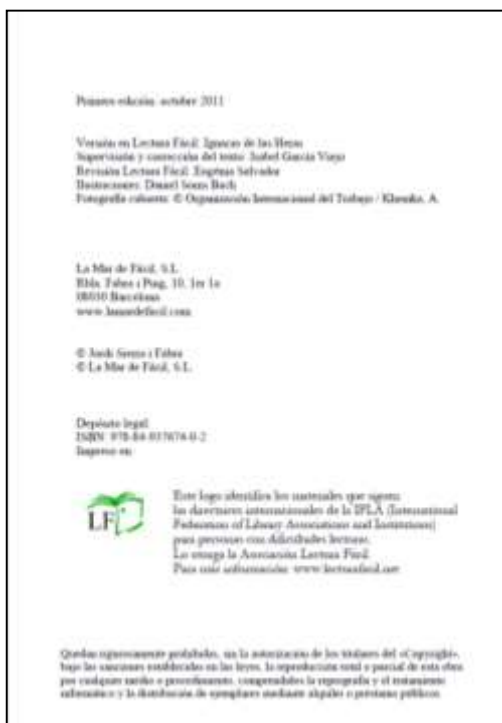 Primera edición: octubre 2011
Versión en Lectura Fácil: Ignacio de las Heras
Supervisión y corrección del texto: Isabel García Viejo
Revisión Lectura Fácil: Eugènia Salvador
Ilustraciones: Daniel Boch
Fotografía cubierta: © Organización Internacional del Trabajo / A.
La Mar de Fàcil, S.L.
Rbla. Fabra i Puig, 10, 1er 1a
08030 Barcelona
www.lamardefacil.com
© Jordi Sierra i Fabra
© La Mar de Fàcil, S.L.
Depósito legal:
ISBN: 978-84-937674-0-2
Impreso en
LF
Este logo identifica los materiales que siguen
las directrices internacionales de la IFLA (International
Federation of Library Associations and Institutions)
para personas con dificultades lectoras.
Lo otorga la Asociación Lectura Fácil.
Para más información: www.lecturafacil.net
Quedan rigurosamente prohibidas, sin la autorización de los titulares del «Copyright»,
bajo las sanciones establecidas en las leyes, la reproducción total o parcial de esta obra
por cualquier medio o procedimiento, comprendidos la reprografía y el tratamiento
informático y la distribución de ejemplares mediante alquiler o préstamo públicos.